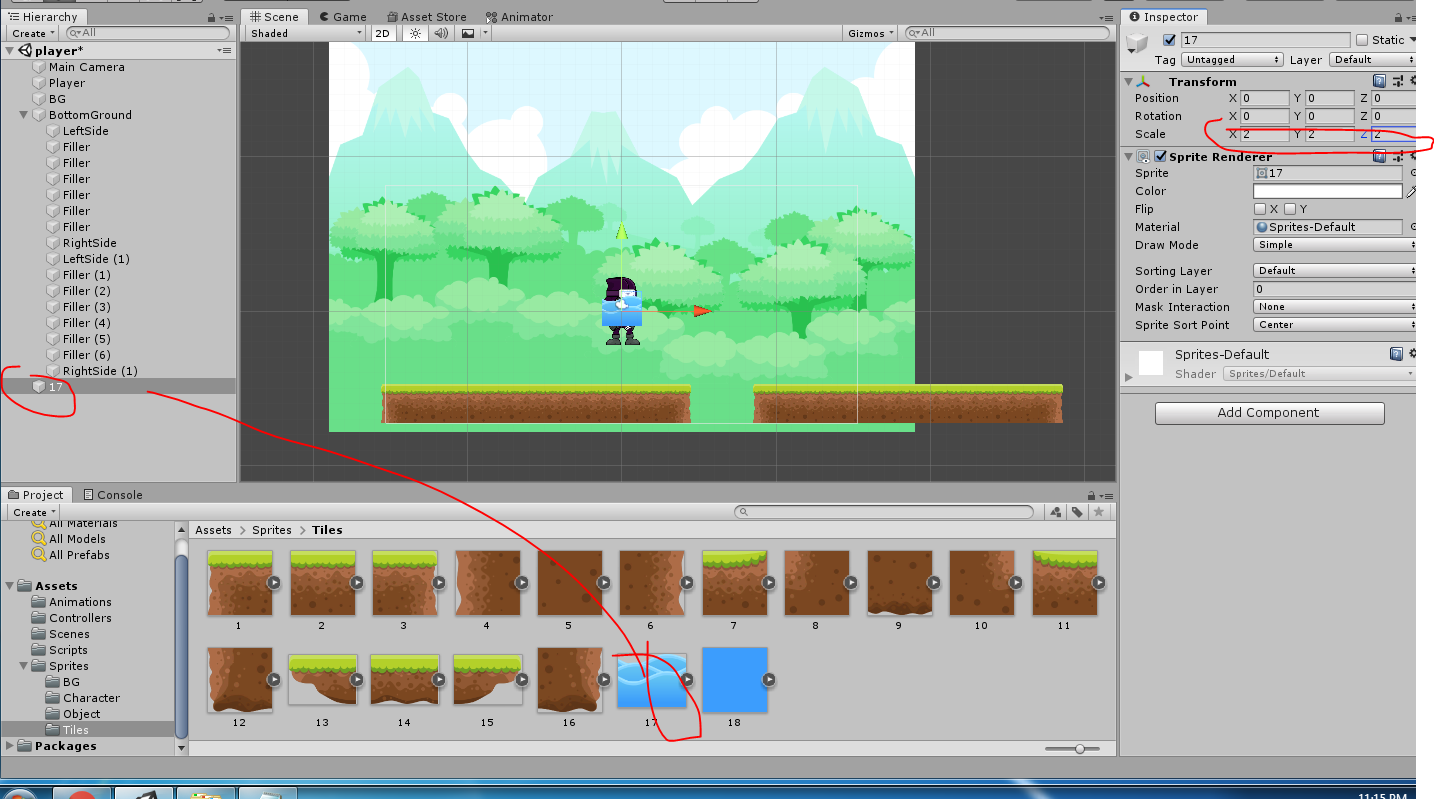 Hierarchy
Create All
player*
Main Camera
Player
BG
BottomGround
LeftSide
Filler
Filler
Filler
Filler
Filler
Filler
RightSide
LeftSide (1)
Filler (1)
Filler (2)
Filler (3)
Filler (4)
Filler (5)
Filler (6)
RightSide (1)
17
Scene Game Asset Store Animator
Shaded 2D Gizmos All
Inspector
17 Static
Tag Untagged Layer Default
Transform
Position X 0 Y 0 Z 0
Rotation X 0 Y 0 Z 0
Scale X 2 Y 2 Z 2
Sprite Renderer
Sprite 17
Color
Flip X Y
Material Sprites-Default
Draw Mode Simple
Sorting Layer Default
Order in Layer 0
Mask Interaction None
Sprite Sort Point Center
Sprites-Default
Shader Sprites/Default
Add Component
Project Console
Create
All Materials
All Models
All Prefabs
Assets
Animations
Controllers
Scenes
Scripts
Sprites
BG
Character
Object
Tiles
Packages
Assets > Sprites > Tiles
1 2 3 4 5 6 7 8 9 10 11
12 13 14 15 16 17 18
11:15 PM